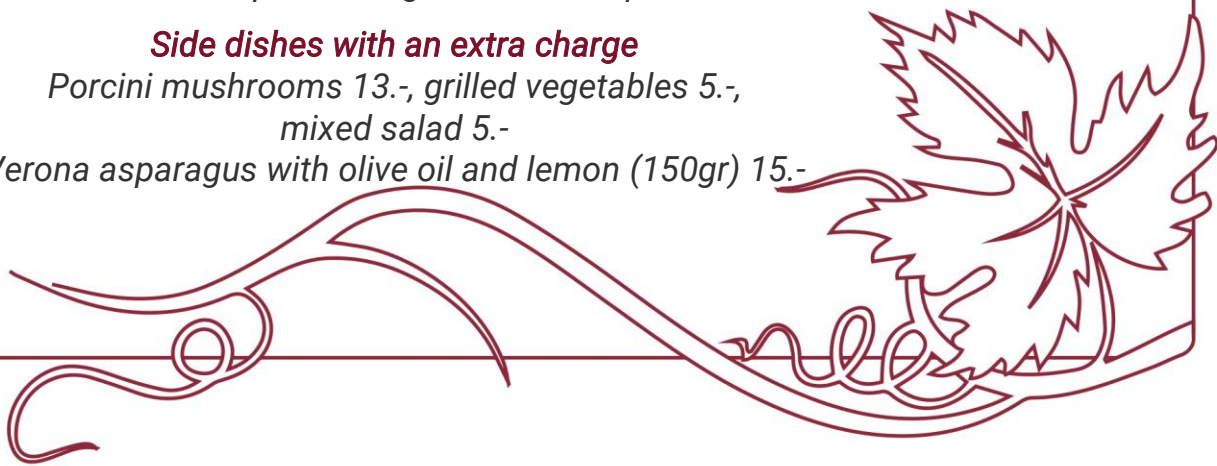 Side dishes with an extra charge
Porcini mushrooms 13.-, grilled vegetables 5.-,
mixed salad 5.-
Verona asparagus with olive oil and lemon (150gr) 15.-